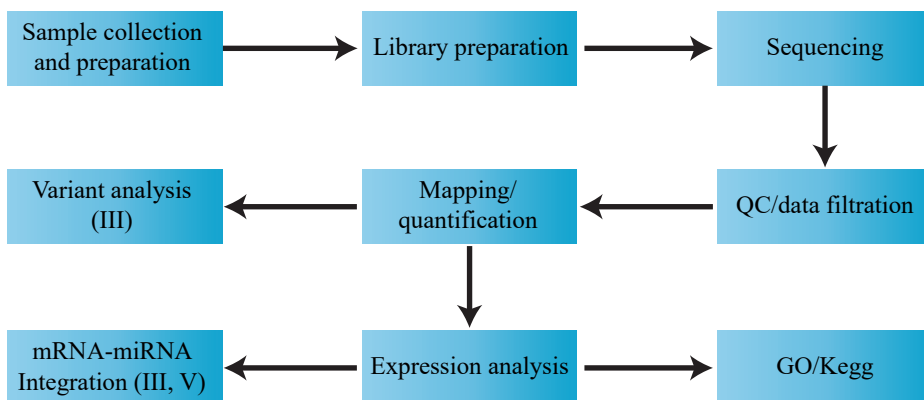 Sample collection
and preparation
Library preparation
Sequencing
Variant analysis
(III)
Mapping/
quantification
QC/data filtration
mRNA-miRNA
Integration (III, V)
Expression analysis
GO/Kegg